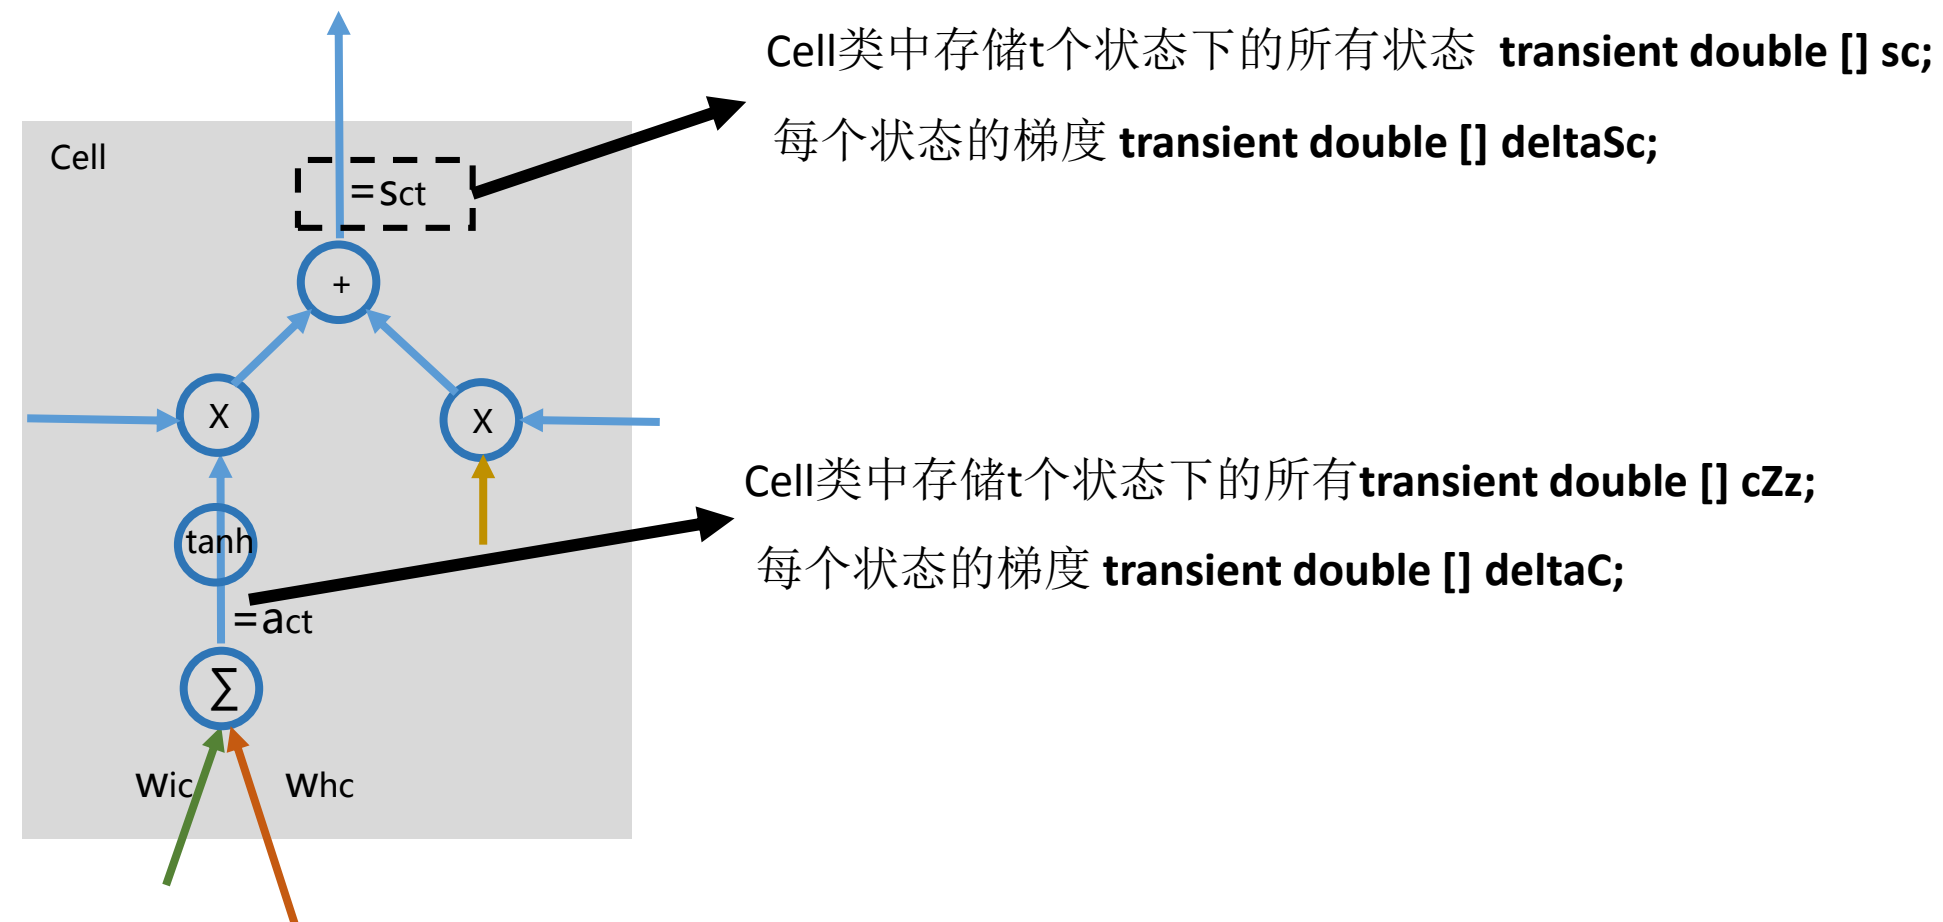 Cell类中存储t个状态下的所有状态 transient double [] sc;
每个状态的梯度 transient double [] deltaSc;
Cell
=Sct
+
X
X
Cell类中存储t个状态下的所有transient double [] cZz;
tanh
每个状态的梯度 transient double [] deltaC;
=act
∑
Wic
Whc